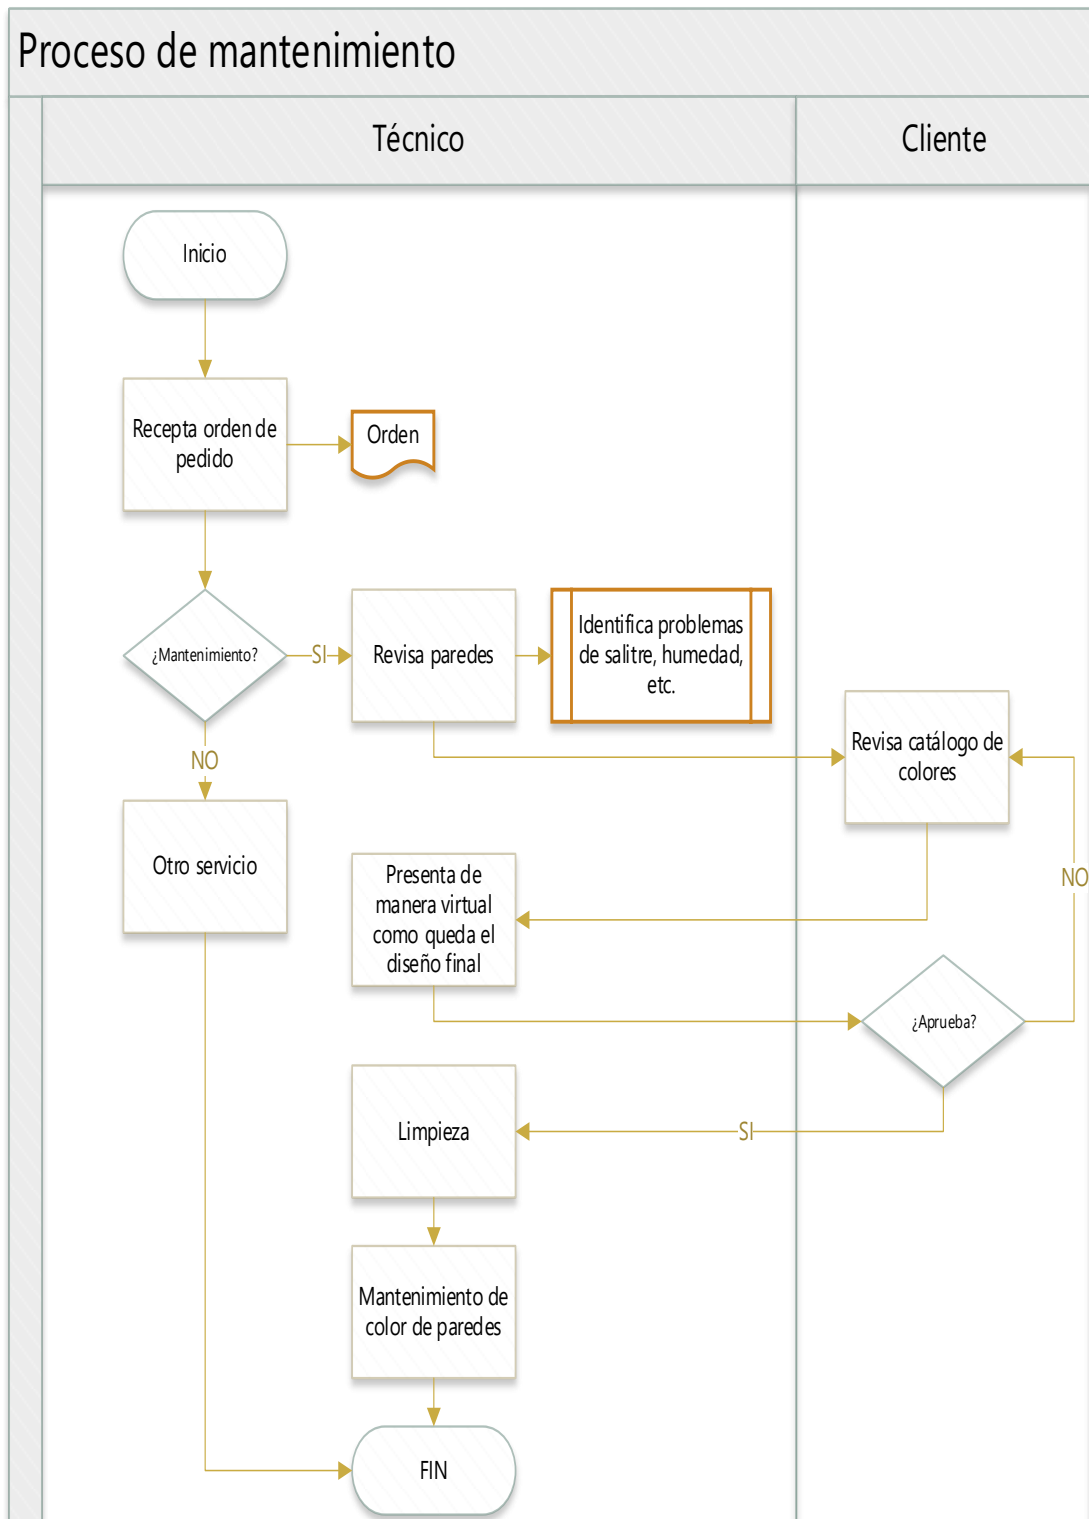 Proceso de mantenimiento
Técnico
Cliente
Inicio
Recepta orden de
pedido
Orden
¿Mantenimiento?
SI
Revisa paredes
Identifica problemas
de salitre, humedad,
etc.
NO
Revisa catálogo de
colores
Otro servicio
Presenta de
manera virtual
como queda el
diseño final
NO
¿Aprueba?
Limpieza
SI
Mantenimiento de
color de paredes
FIN